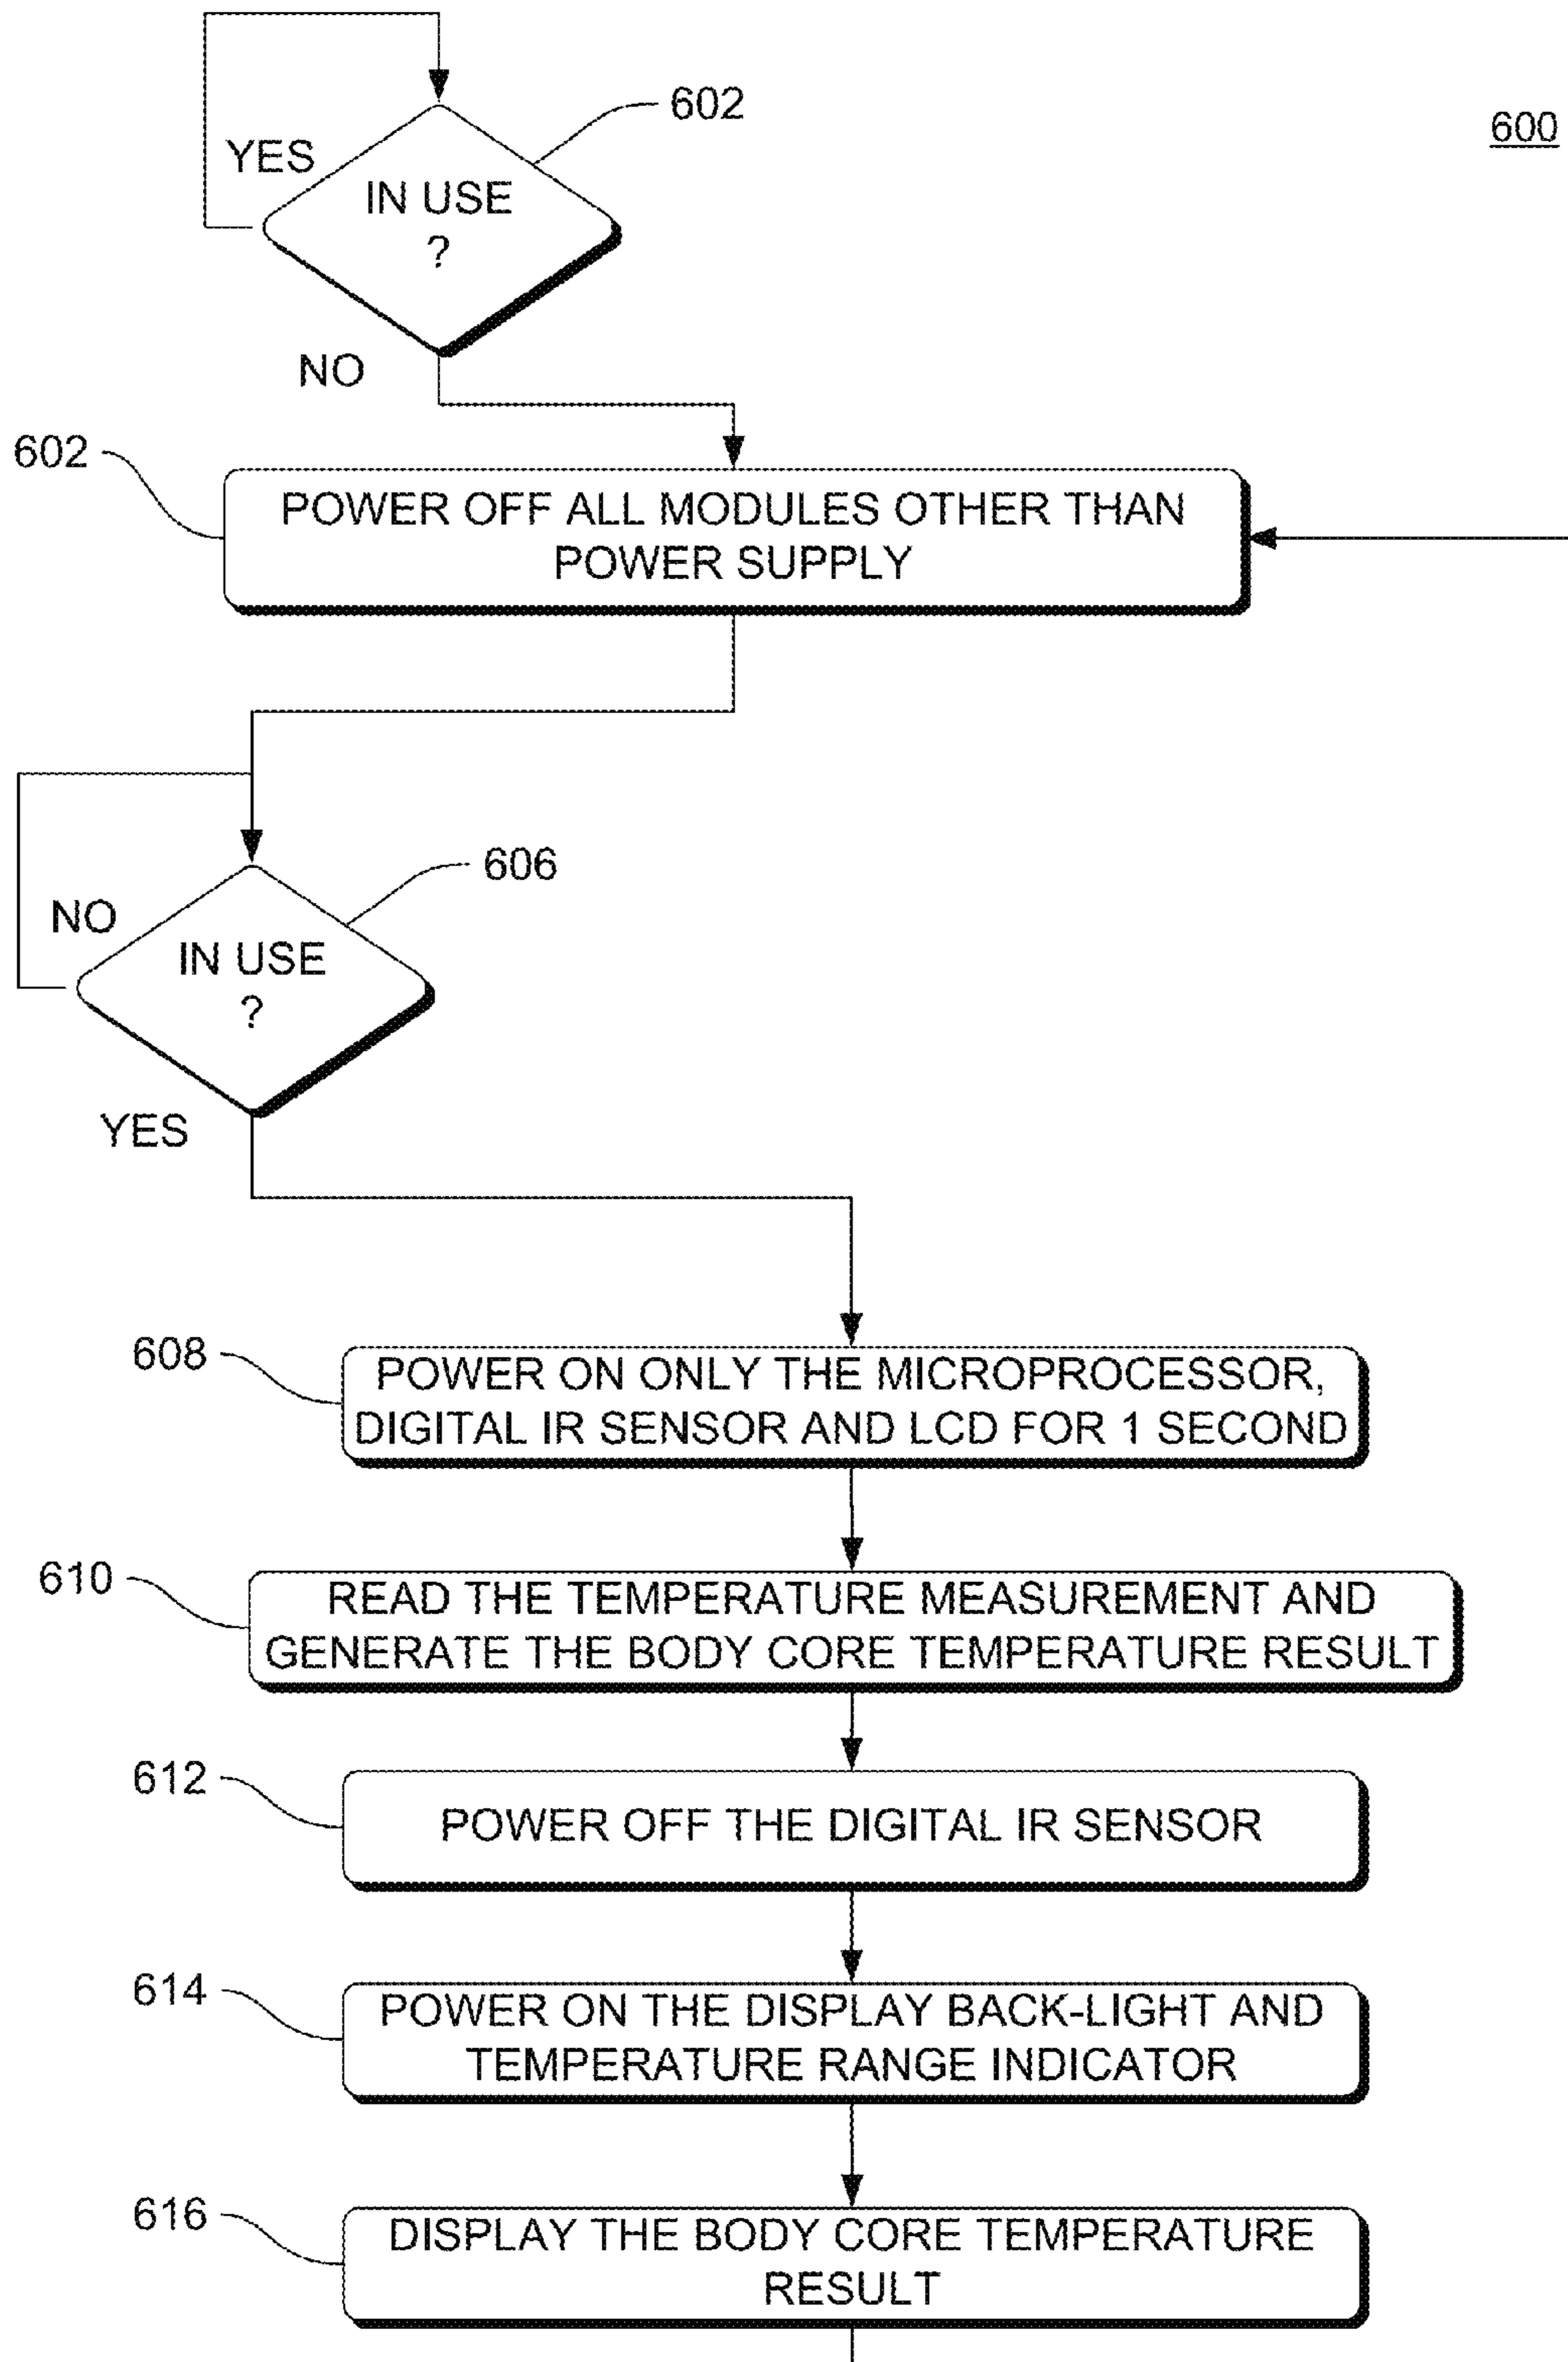 600
602
YES
IN USE
?
NO
602
POWER OFF ALL MODULES OTHER THAN
POWER SUPPLY
606
NO
IN USE
?
YES
608
POWER ON ONLY THE MICROPROCESSOR,
DIGITAL IR SENSOR AND LCD FOR 1 SECOND
610
READ THE TEMPERATURE MEASUREMENT AND
GENERATE THE BODY CORE TEMPERATURE RESULT
612
POWER OFF THE DIGITAL IR SENSOR
614
POWER ON THE DISPLAY BACK-LIGHT AND
TEMPERATURE RANGE INDICATOR
616
DISPLAY THE BODY CORE TEMPERATURE
RESULT